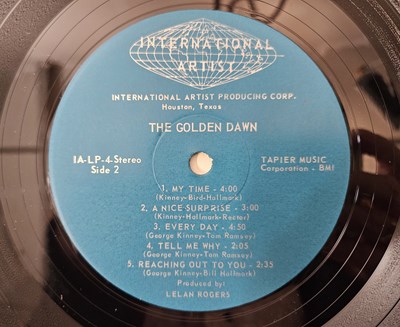 INTERNATIONAL
ARTIST
INTERNATIONAL ARTIST PRODUCING CORP.
Houston, Texas
THE GOLDEN DAWN
IA-LP-4-Stereo
Side 2
TAPIER MUSIC
Corporation - BMI
1. MY TIME - 4:00
(Kinney-Bird-Hallmark)
2. A NICE SURPRISE - 3:00
(Kinney-Hallmark-Rector)
3. EVERY DAY - 4:50
(George Kinney-Tom Ramsey)
4. TELL ME WHY - 2:05
(George Kinney-Tom Ramsey)
5. REACHING OUT TO YOU - 2:35
(George Kinney-Bill Hallmark)
Produced by:
LELAN ROGERS